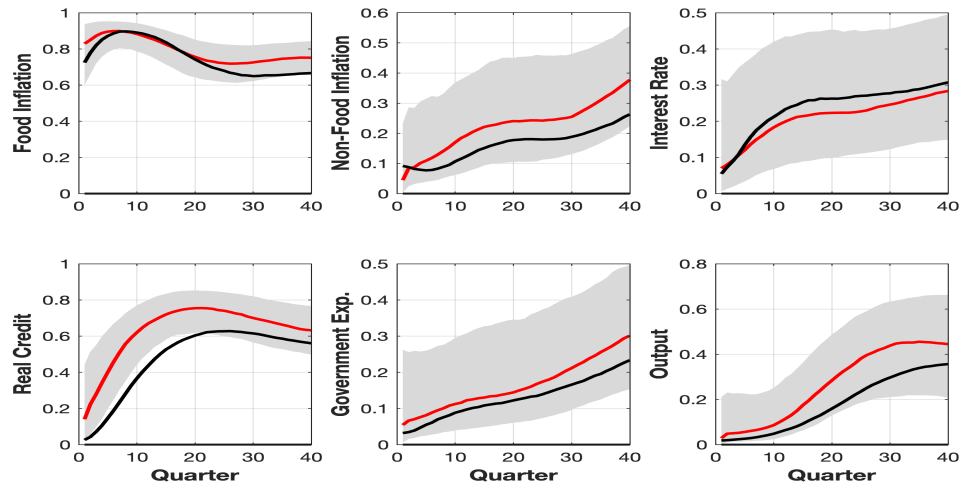 Food Inflation
1
0.8
0.6
0.4
0.2
0
0 10 20 30 40
Non-Food Inflation
0.6
0.5
0.4
0.3
0.2
0.1
0
0 10 20 30 40
Interest Rate
0.5
0.4
0.3
0.2
0.1
0
0 10 20 30 40
Real Credit
1
0.8
0.6
0.4
0.2
0
0 10 20 30 40
Quarter
Government Exp.
0.5
0.4
0.3
0.2
0.1
0
0 10 20 30 40
Quarter
Output
0.8
0.6
0.4
0.2
0
0 10 20 30 40
Quarter